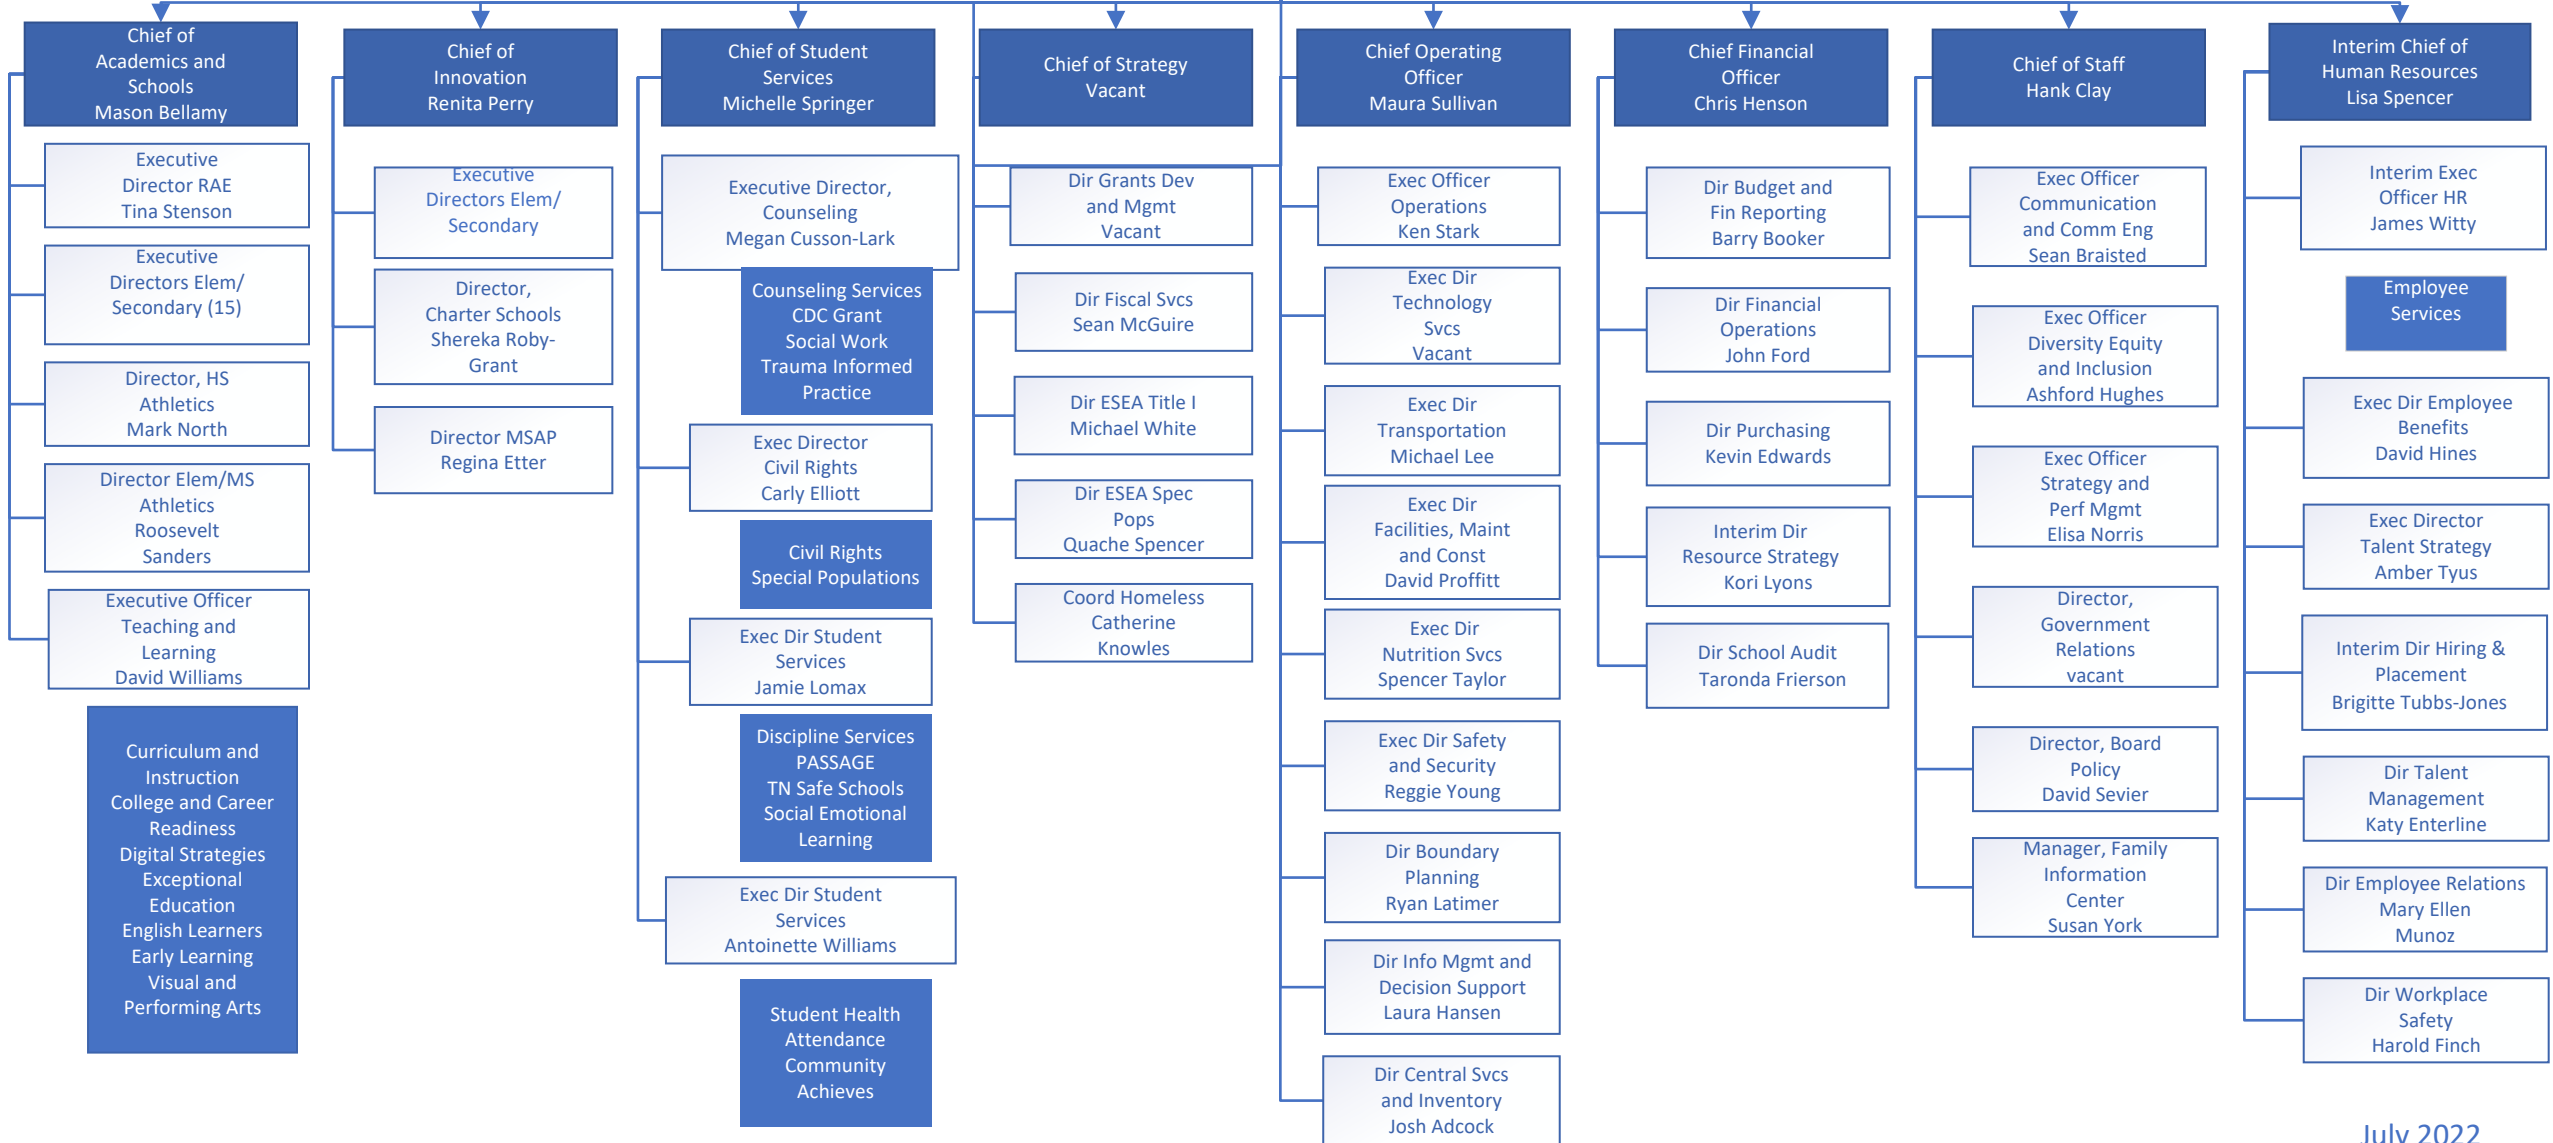 Chief of
Academics and
Schools
Mason Bellamy
Executive
Director RAE
Tina Stenson
Executive
Directors Elem/
Secondary (15)
Director, HS
Athletics
Mark North
Director Elem/MS
Athletics
Roosevelt
Sanders
Executive Officer
Teaching and
Learning
David Williams
Curriculum and
Instruction
College and Career
Readiness
Digital Strategies
Exceptional
Education
English Learners
Early Learning
Visual and
Performing Arts
Chief of
Innovation
Renita Perry
Executive
Directors Elem/
Secondary
Director,
Charter Schools
Shereka Roby-
Grant
Director MSAP
Regina Etter
Chief of Student
Services
Michelle Springer
Executive Director,
Counseling
Megan Cusson-Lark
Counseling Services
CDC Grant
Social Work
Trauma Informed
Practice
Exec Director
Civil Rights
Carly Elliott
Civil Rights
Special Populations
Exec Dir Student
Services
Jamie Lomax
Discipline Services
PASSAGE
TN Safe Schools
Social Emotional
Learning
Exec Dir Student
Services
Antoinette Williams
Student Health
Attendance
Community
Achieves
Chief of Strategy
Vacant
Dir Grants Dev
and Mgmt
Vacant
Dir Fiscal Svcs
Sean McGuire
Dir ESEA Title I
Michael White
Dir ESEA Spec
Pops
Quache Spencer
Coord Homeless
Catherine
Knowles
Chief Operating
Officer
Maura Sullivan
Exec Officer
Operations
Ken Stark
Exec Dir
Technology
Svcs
Vacant
Exec Dir
Transportation
Michael Lee
Exec Dir
Facilities, Maint
and Const
David Proffitt
Exec Dir
Nutrition Svcs
Spencer Taylor
Exec Dir Safety
and Security
Reggie Young
Dir Boundary
Planning
Ryan Latimer
Dir Info Mgmt and
Decision Support
Laura Hansen
Dir Central Svcs
and Inventory
Josh Adcock
Chief Financial
Officer
Chris Henson
Dir Budget and
Fin Reporting
Barry Booker
Dir Financial
Operations
John Ford
Dir Purchasing
Kevin Edwards
Interim Dir
Resource Strategy
Kori Lyons
Dir School Audit
Taronda Frierson
Chief of Staff
Hank Clay
Exec Officer
Communication
and Comm Eng
Sean Braisted
Exec Officer
Diversity Equity
and Inclusion
Ashford Hughes
Exec Officer
Strategy and
Perf Mgmt
Elisa Norris
Director,
Government
Relations
vacant
Director, Board
Policy
David Sevier
Manager, Family
Information
Center
Susan York
Interim Chief of
Human Resources
Lisa Spencer
Interim Exec
Officer HR
James Witty
Employee
Services
Exec Dir Employee
Benefits
David Hines
Exec Director
Talent Strategy
Amber Tyus
Interim Dir Hiring &
Placement
Brigitte Tubbs-Jones
Dir Talent
Management
Katy Enterline
Dir Employee Relations
Mary Ellen
Munoz
Dir Workplace
Safety
Harold Finch
July 2022